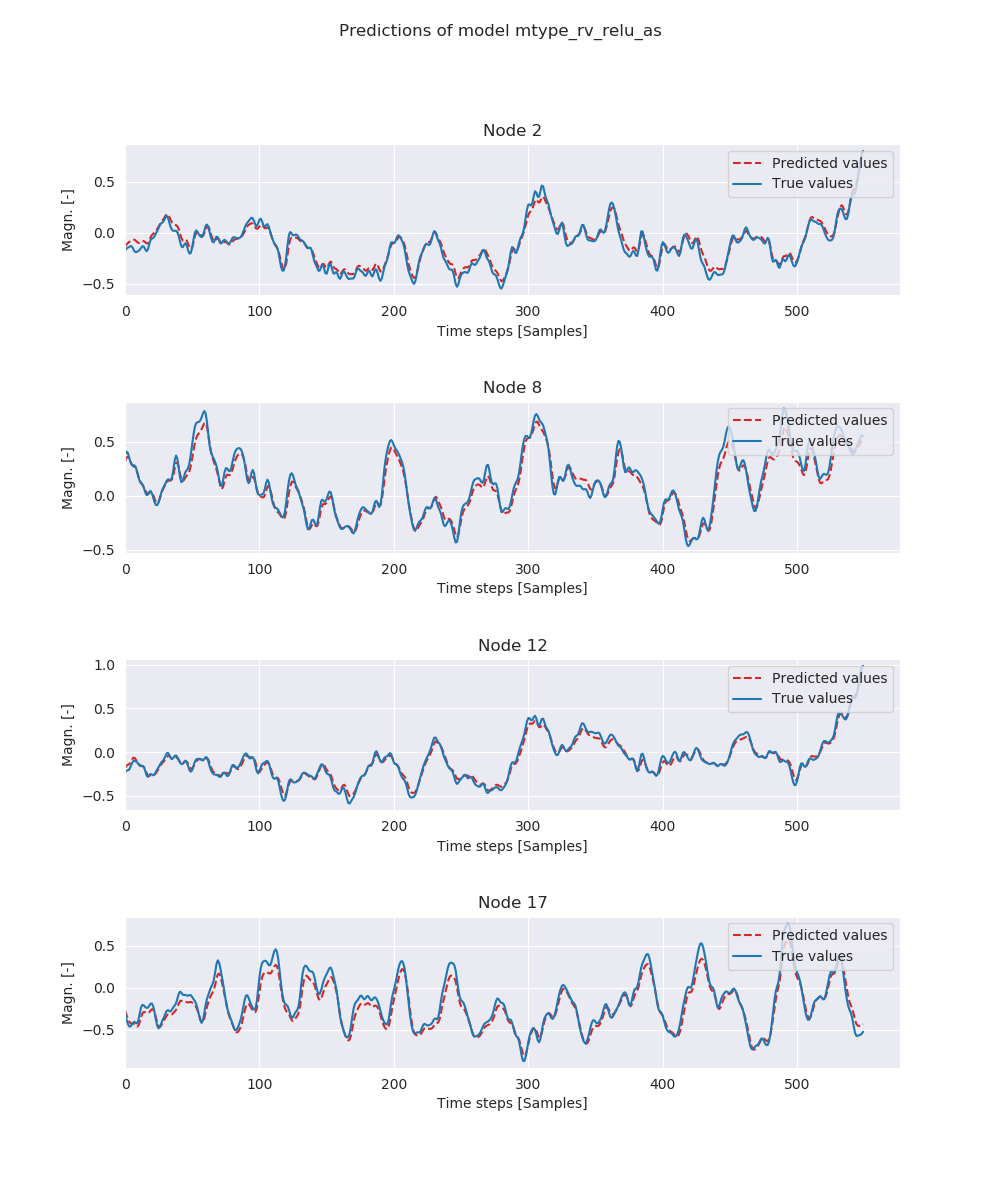 Predictions of model mtype_rv_relu_as
Node 2
Predicted values
True values
0.5
0.0
−0.5
Magn. [-]
0 100 200 300 400 500
Time steps [Samples]
Node 8
Predicted values
True values
0.5
0.0
−0.5
Magn. [-]
0 100 200 300 400 500
Time steps [Samples]
Node 12
Predicted values
True values
1.0
0.5
0.0
−0.5
Magn. [-]
0 100 200 300 400 500
Time steps [Samples]
Node 17
Predicted values
True values
0.5
0.0
−0.5
Magn. [-]
0 100 200 300 400 500
Time steps [Samples]